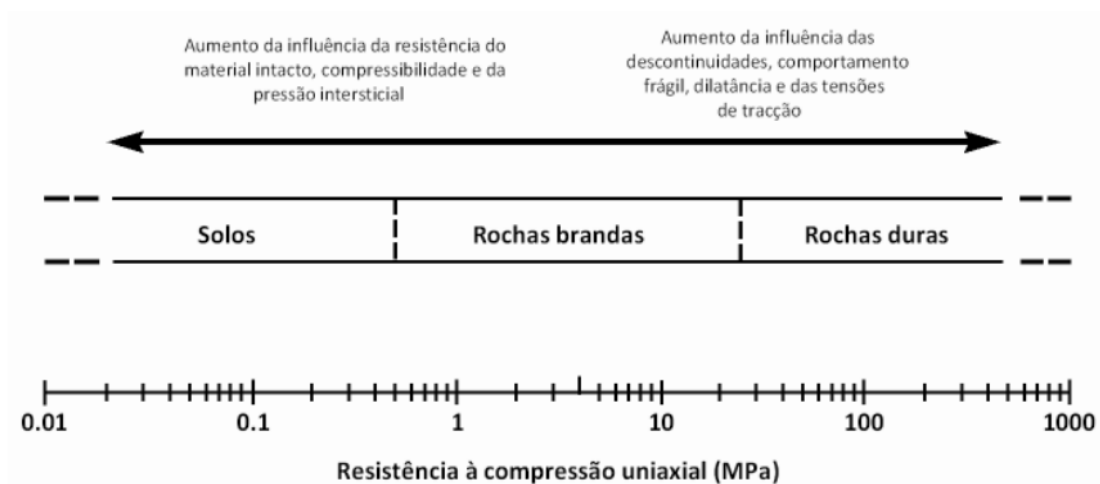 Aumento da influência da resistência do
material intacto, compressibilidade e da
pressão intersticial
Aumento da influência das
descontinuidades, comportamento
frágil, dilatância e das tensões
de tracção
Solos
Rochas brandas
Rochas duras
0.01
0.1
1
10
100
1000
Resistência à compressão uniaxial (MPa)